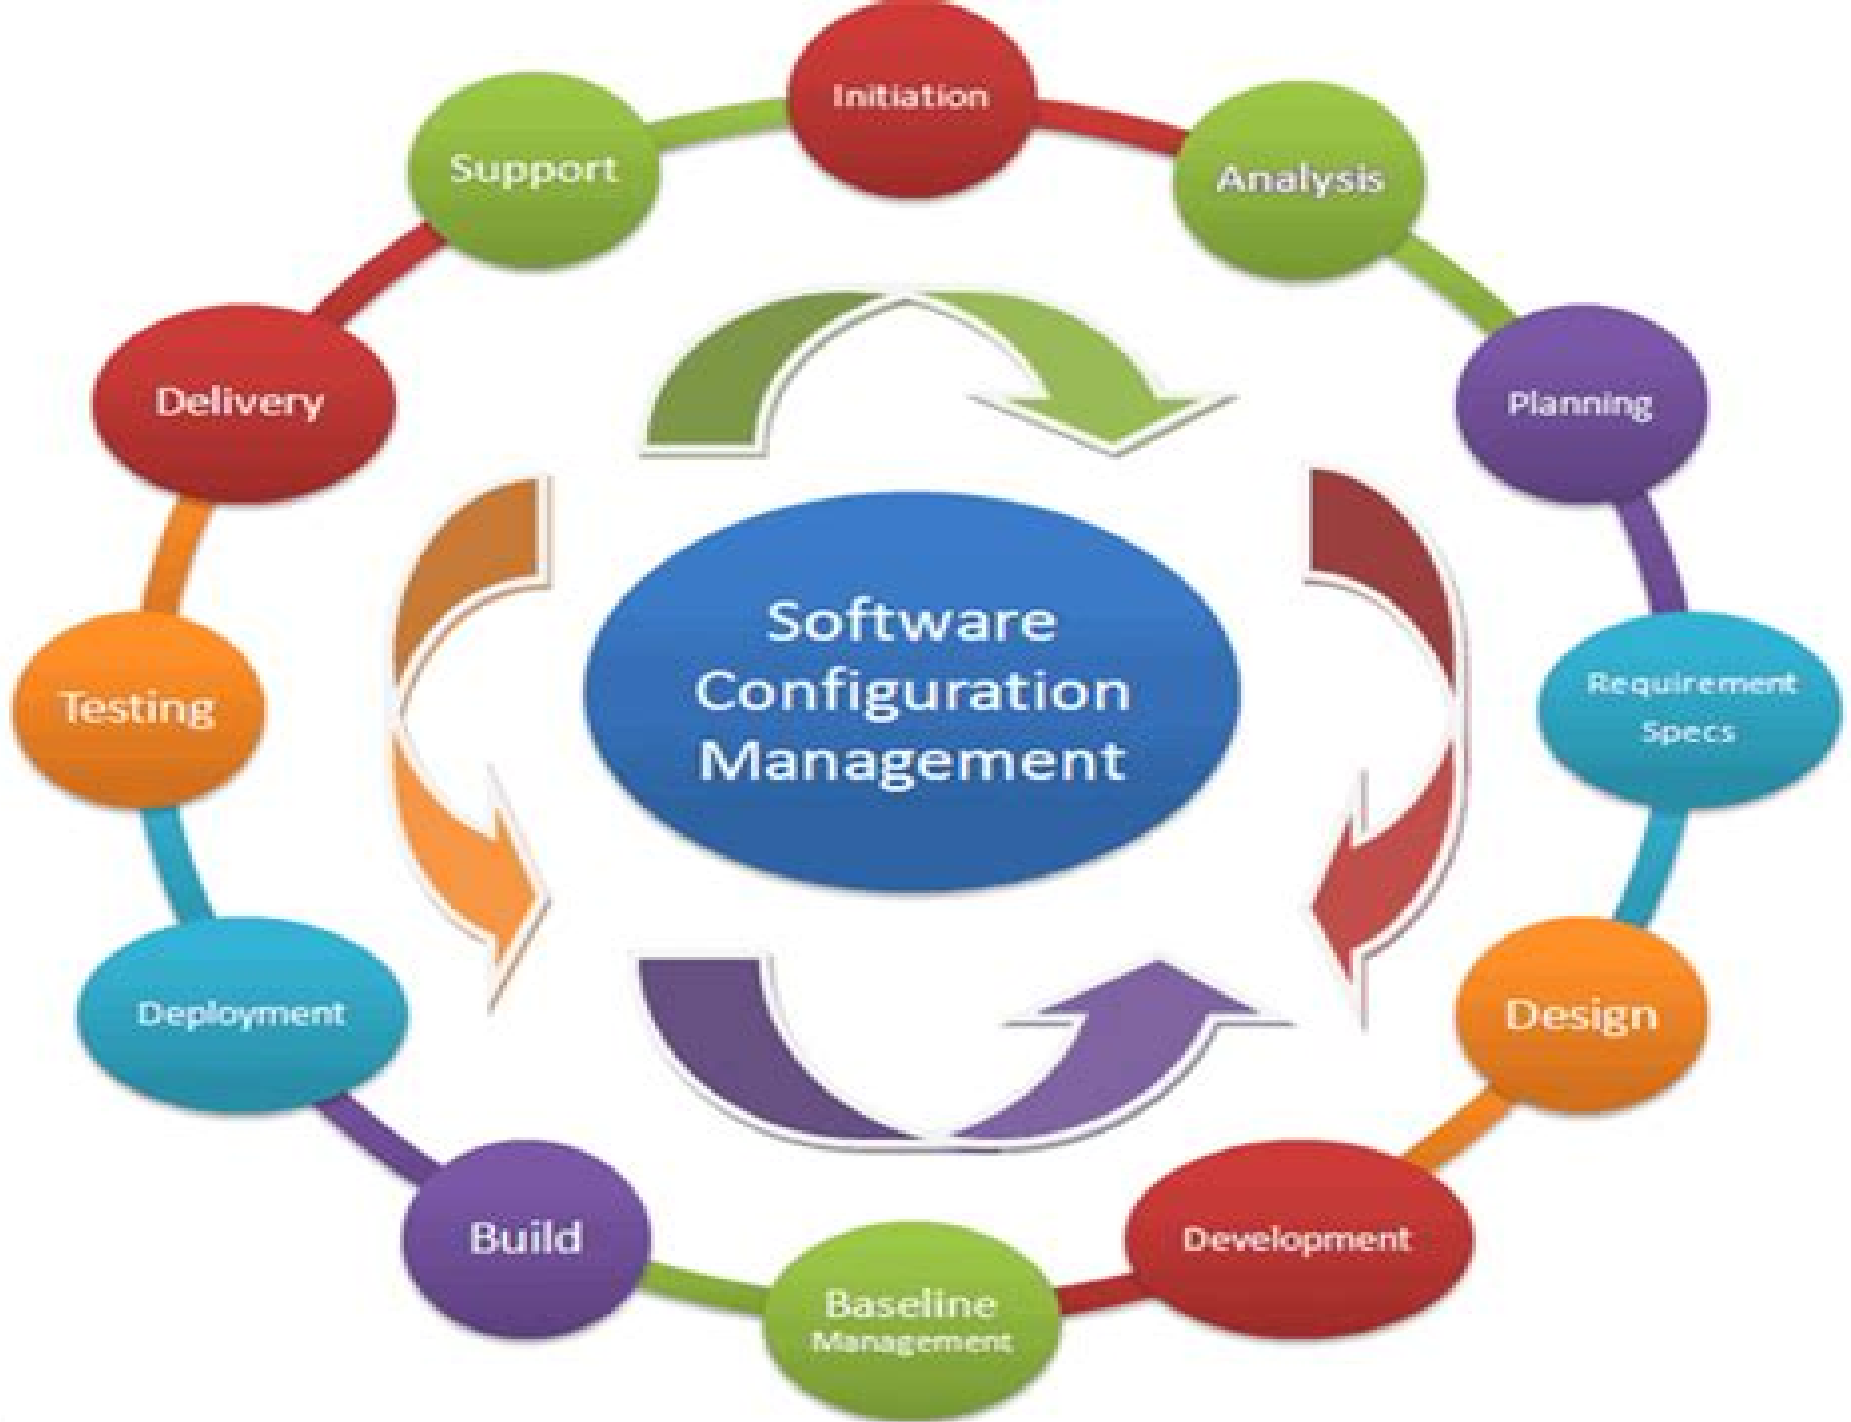 Initiation
Analysis
Planning
Requirement
Specs
Design
Development
Baseline
Management
Build
Deployment
Testing
Delivery
Support
Software
Configuration
Management